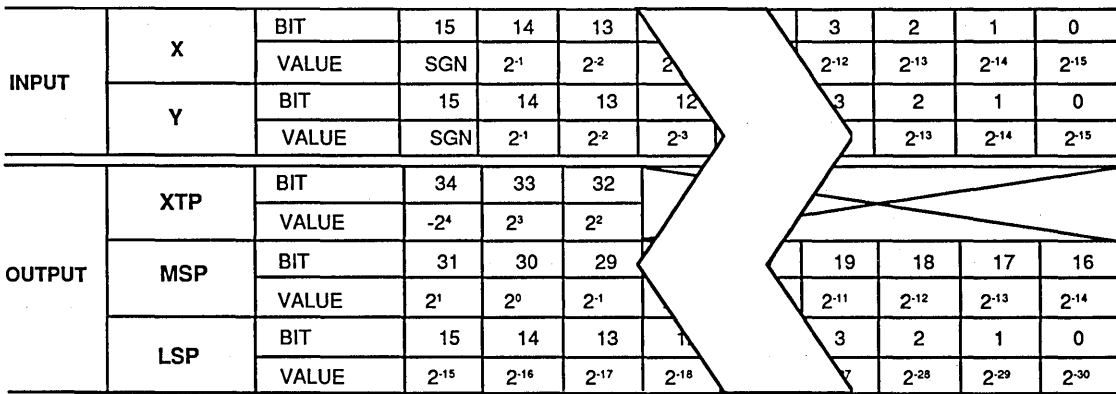 BIT 15 14 13 3 2 1 0
X
VALUE SGN 2⁻¹ 2⁻² 2 2⁻¹² 2⁻¹³ 2⁻¹⁴ 2⁻¹⁵
INPUT
BIT 15 14 13 12 3 2 1 0
Y
VALUE SGN 2⁻¹ 2⁻² 2⁻³ 2⁻¹³ 2⁻¹⁴ 2⁻¹⁵
BIT 34 33 32
XTP
VALUE -2⁴ 2³ 2²
OUTPUT
BIT 31 30 29 19 18 17 16
MSP
VALUE 2¹ 2⁰ 2⁻¹ 2⁻¹¹ 2⁻¹² 2⁻¹³ 2⁻¹⁴
BIT 15 14 13 3 2 1 0
LSP
VALUE 2⁻¹⁵ 2⁻¹⁶ 2⁻¹⁷ 2⁻¹⁸ 2⁻²⁸ 2⁻²⁹ 2⁻³⁰